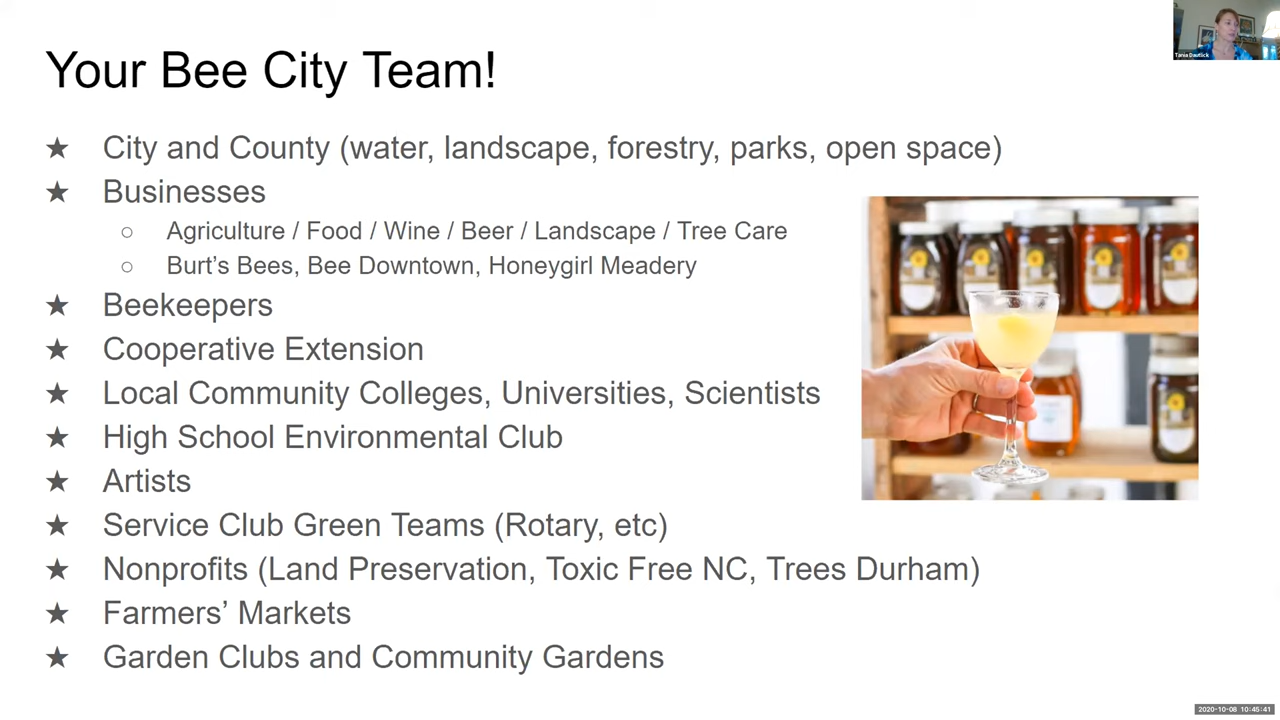 Your Bee City Team!
★ City and County (water, landscape, forestry, parks, open space)
★ Businesses
○ Agriculture / Food / Wine / Beer / Landscape / Tree Care
○ Burt’s Bees, Bee Downtown, Honeygirl Meadery
★ Beekeepers
★ Cooperative Extension
★ Local Community Colleges, Universities, Scientists
★ High School Environmental Club
★ Artists
★ Service Club Green Teams (Rotary, etc)
★ Nonprofits (Land Preservation, Toxic Free NC, Trees Durham)
★ Farmers’ Markets
★ Garden Clubs and Community Gardens
Tania Dautlick
2020-10-08 10:45:41